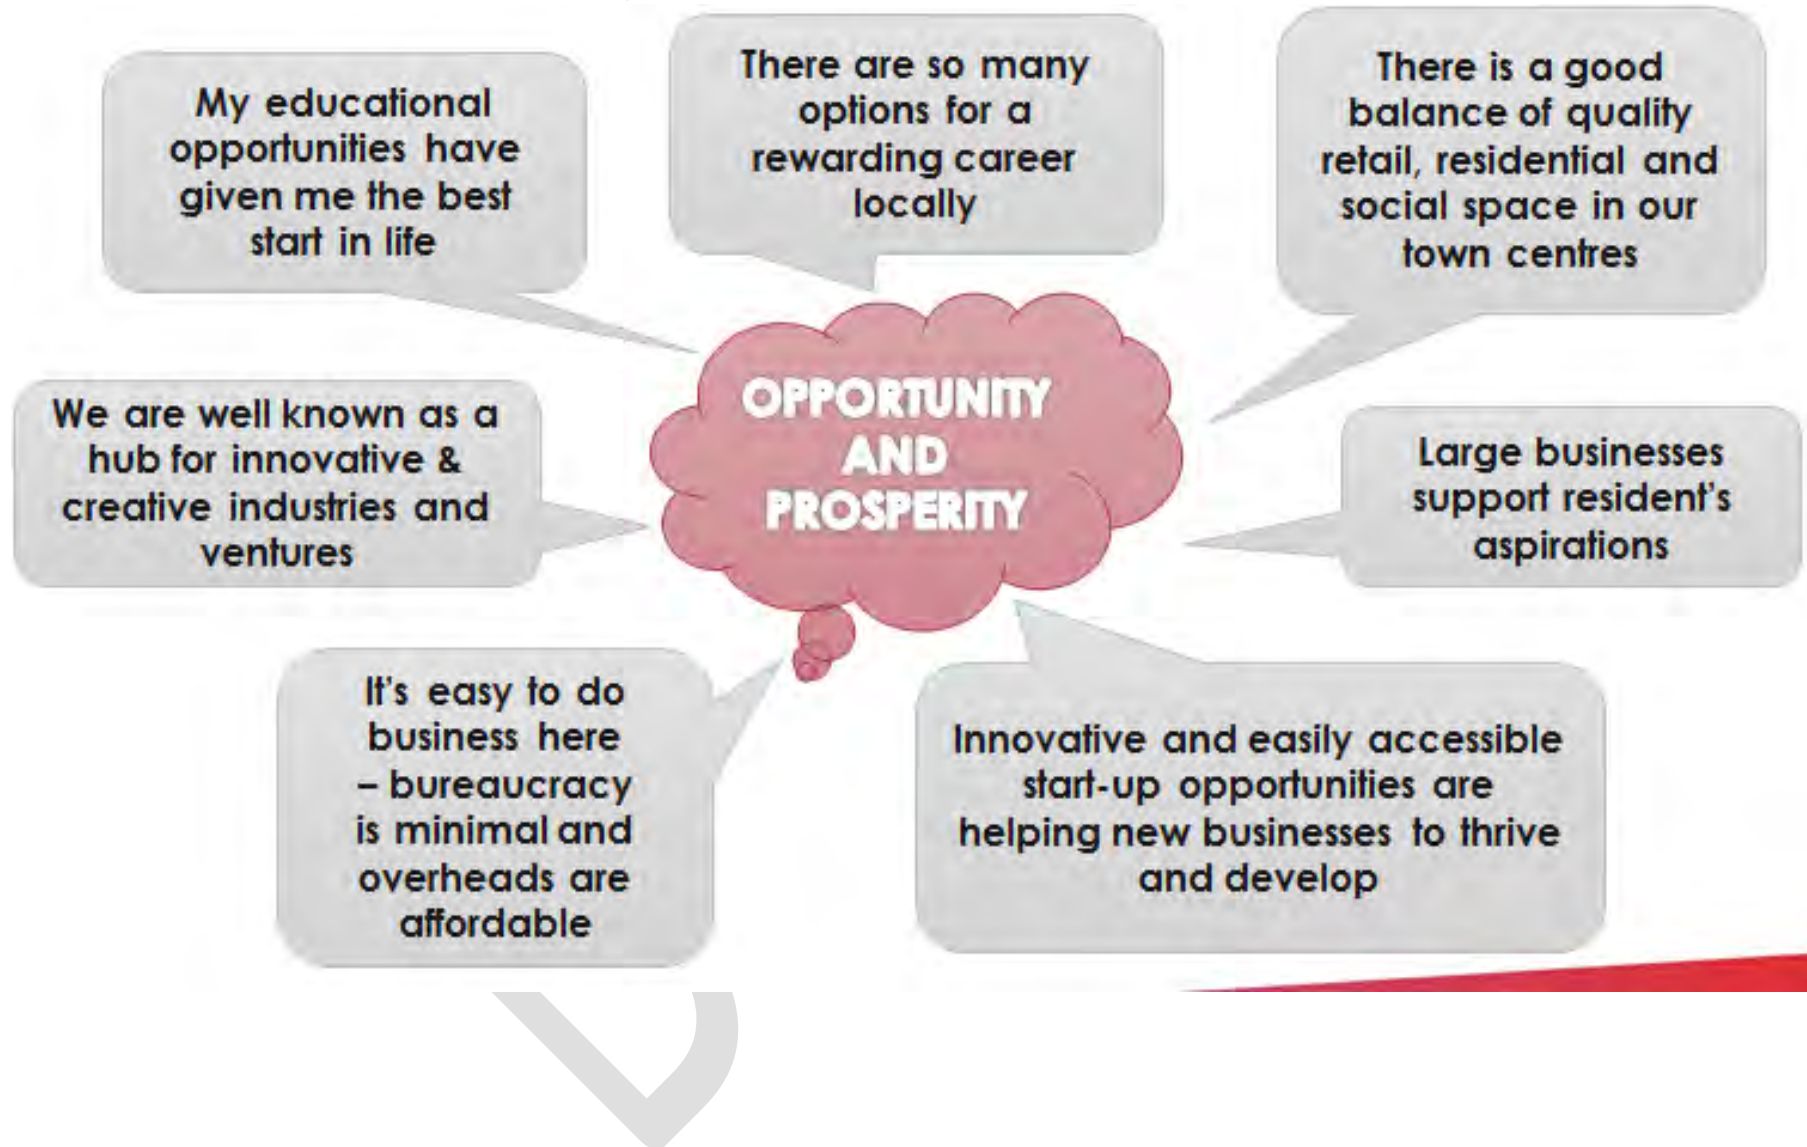 My educational
opportunities have
given me the best
start in life
There are so many
options for a
rewarding career
locally
There is a good
balance of quality
retail, residential and
social space in our
town centres
We are well known as a
hub for innovative &
creative industries and
ventures
OPPORTUNITY
AND
PROSPERITY
Large businesses
support resident's
aspirations
It's easy to do
business here
– bureaucracy
is minimal and
overheads are
affordable
Innovative and easily accessible
start-up opportunities are
helping new businesses to thrive
and develop